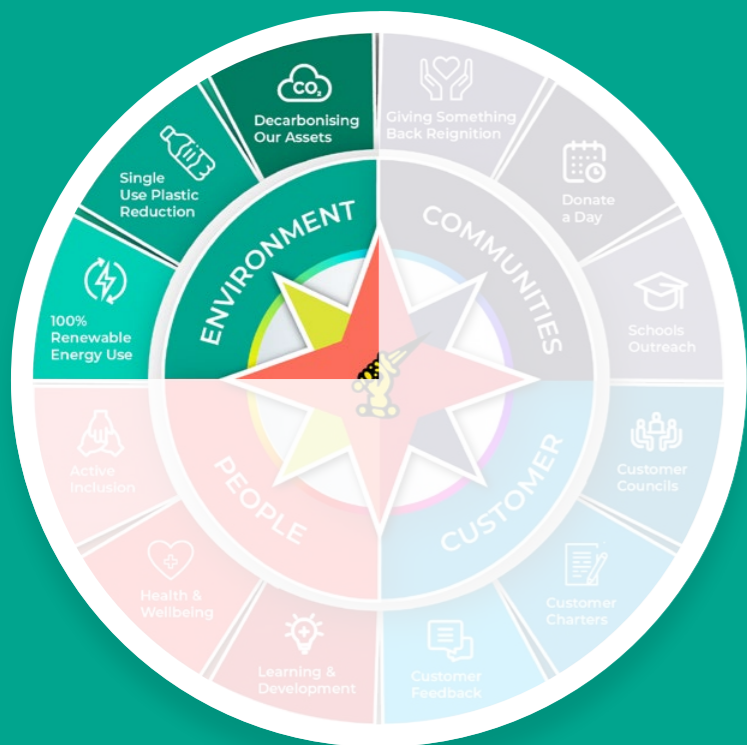 CO₂
Decarbonising
Our Assets
Giving Something
Back Reignition
Single
Use Plastic
Reduction
Donate
a Day
100%
Renewable
Energy Use
Schools
Outreach
ENVIRONMENT
COMMUNITIES
PEOPLE
CUSTOMER
Active
Inclusion
Customer
Councils
Health &
Wellbeing
Customer
Charters
Learning &
Development
Customer
Feedback